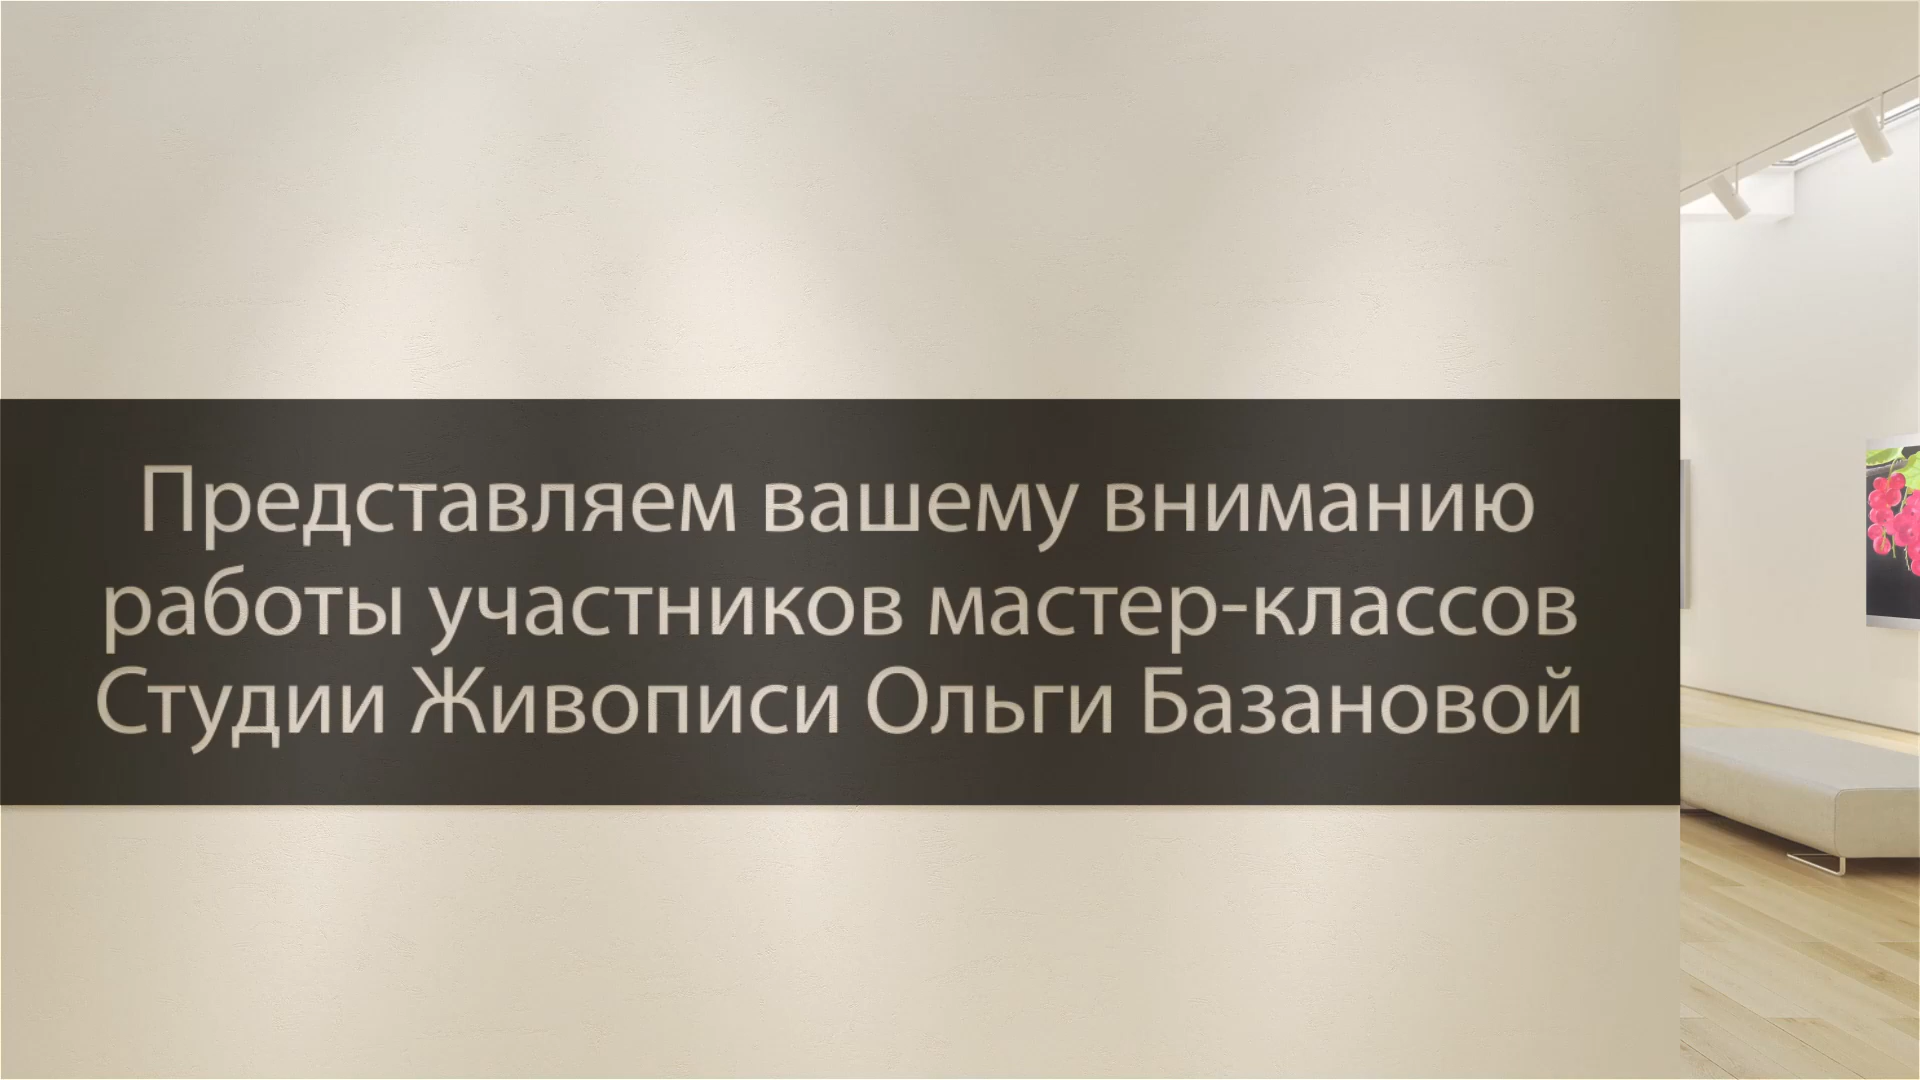 Представляем вашему вниманию
работы участников мастер-классов
Студии Живописи Ольги Базановой